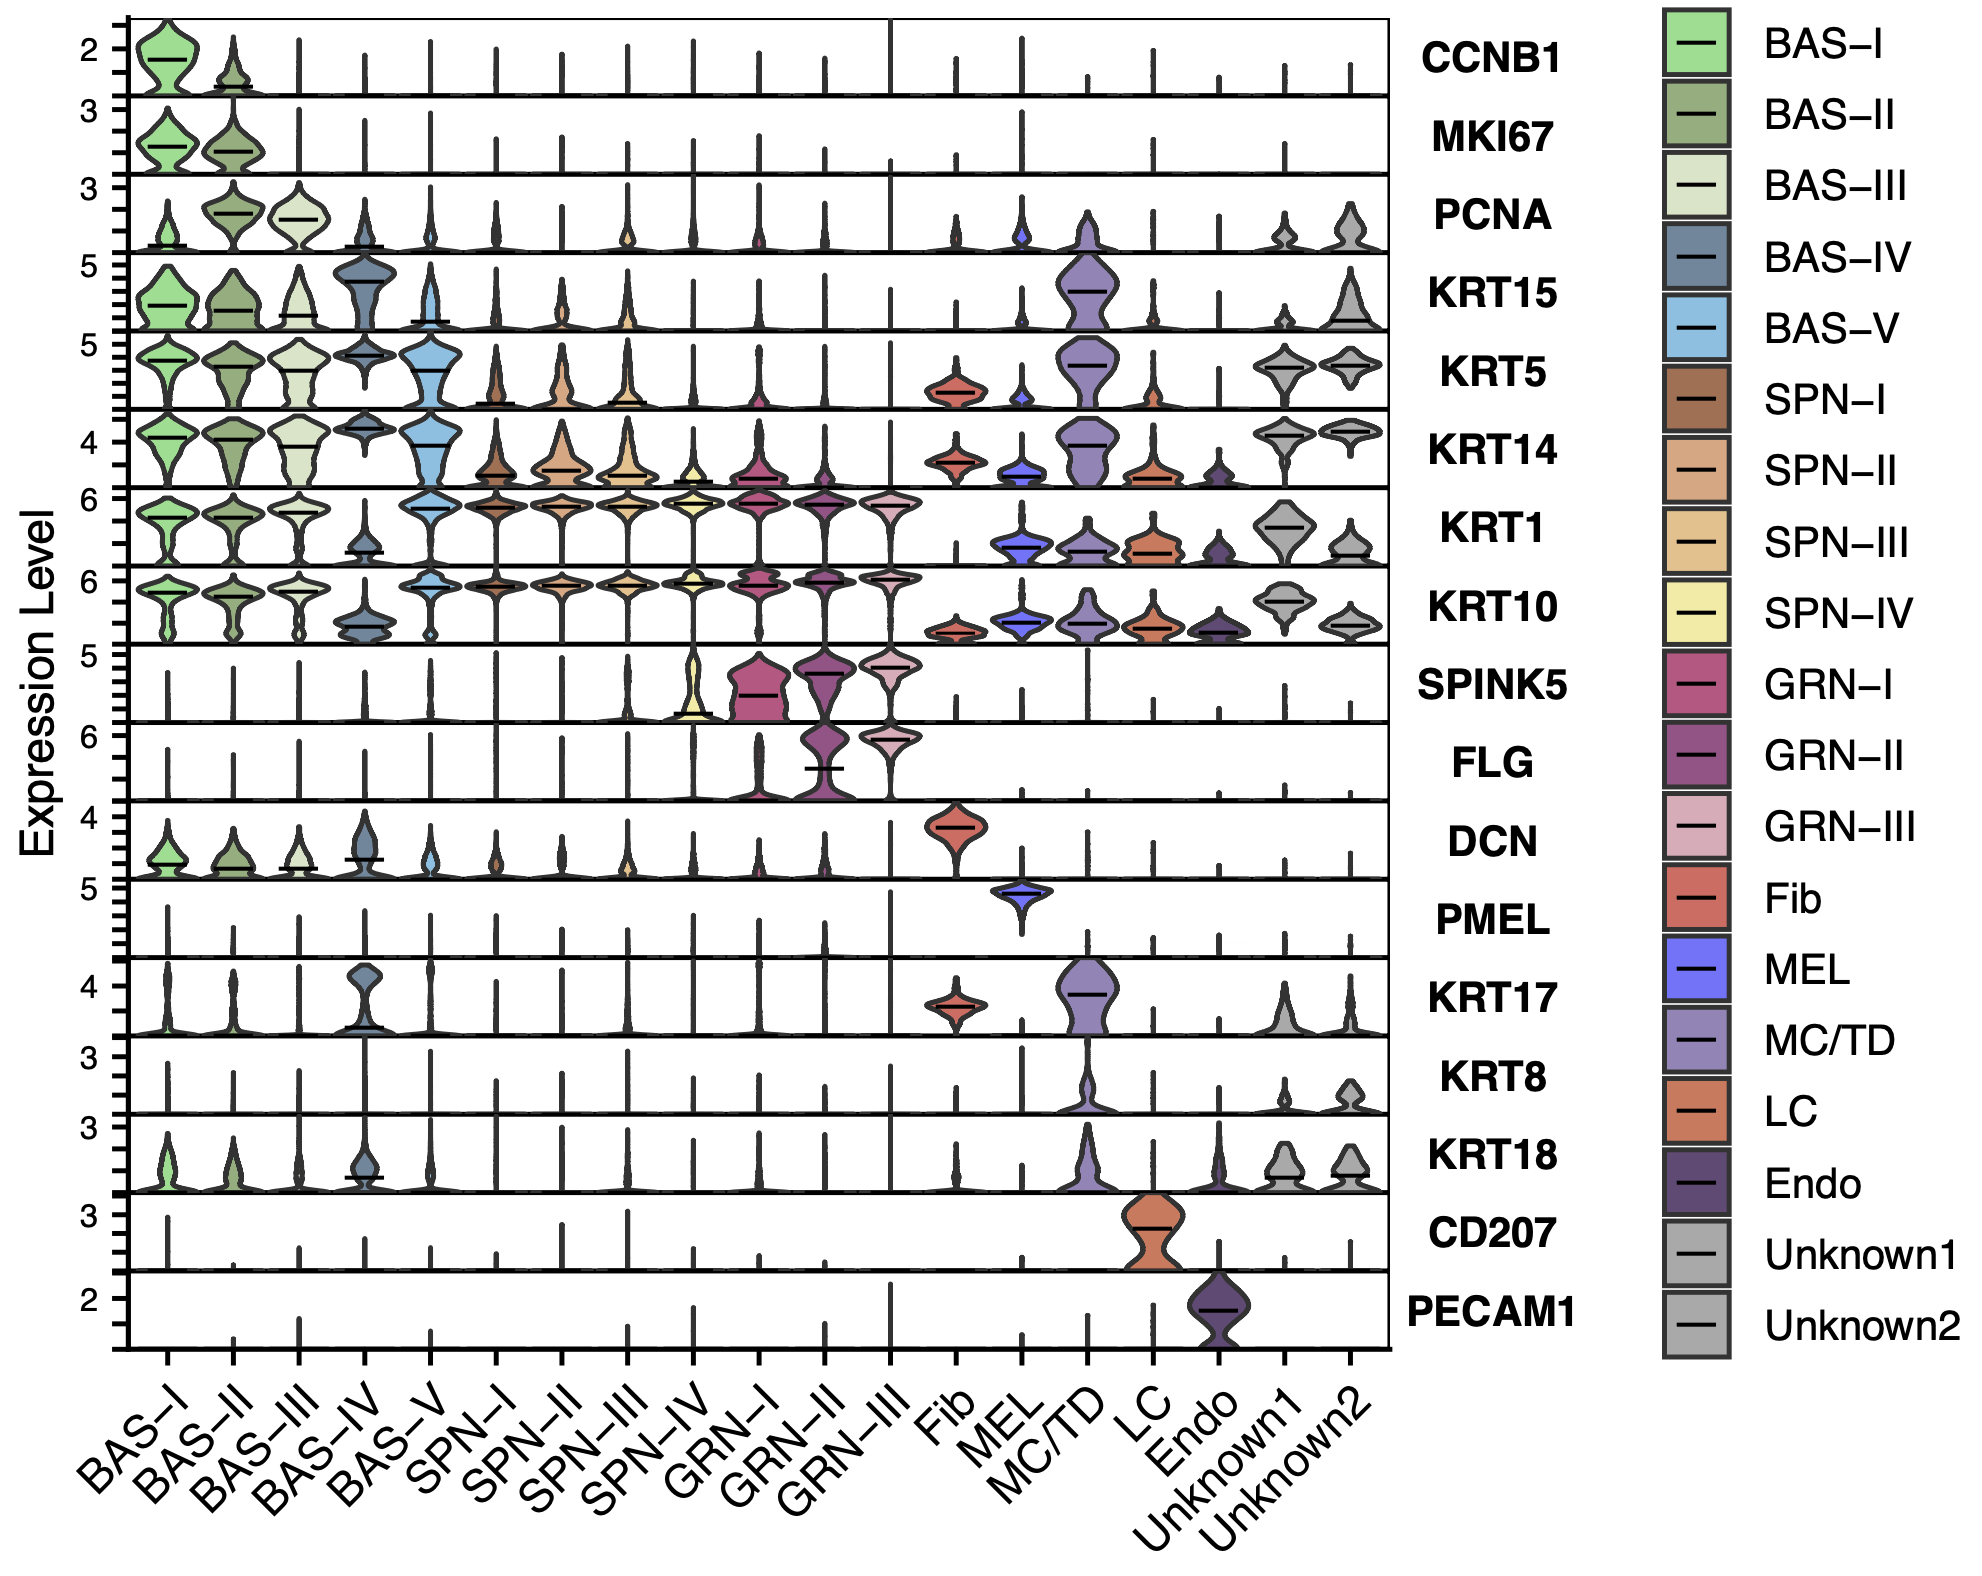 Expression Level
2
CCNB1
3
MKI67
3
PCNA
5
KRT15
5
KRT5
4
KRT14
6
KRT1
6
KRT10
5
SPINK5
6
FLG
4
DCN
5
PMEL
4
KRT17
3
KRT8
3
KRT18
3
CD207
2
PECAM1
BAS–I
BAS–II
BAS–III
BAS–IV
BAS–V
SPN–I
SPN–II
SPN–III
SPN–IV
GRN–I
GRN–II
GRN–III
Fib
MEL
MC/TD
LC
Endo
Unknown1
Unknown2
BAS–I
BAS–II
BAS–III
BAS–IV
BAS–V
SPN–I
SPN–II
SPN–III
SPN–IV
GRN–I
GRN–II
GRN–III
Fib
MEL
MC/TD
LC
Endo
Unknown1
Unknown2